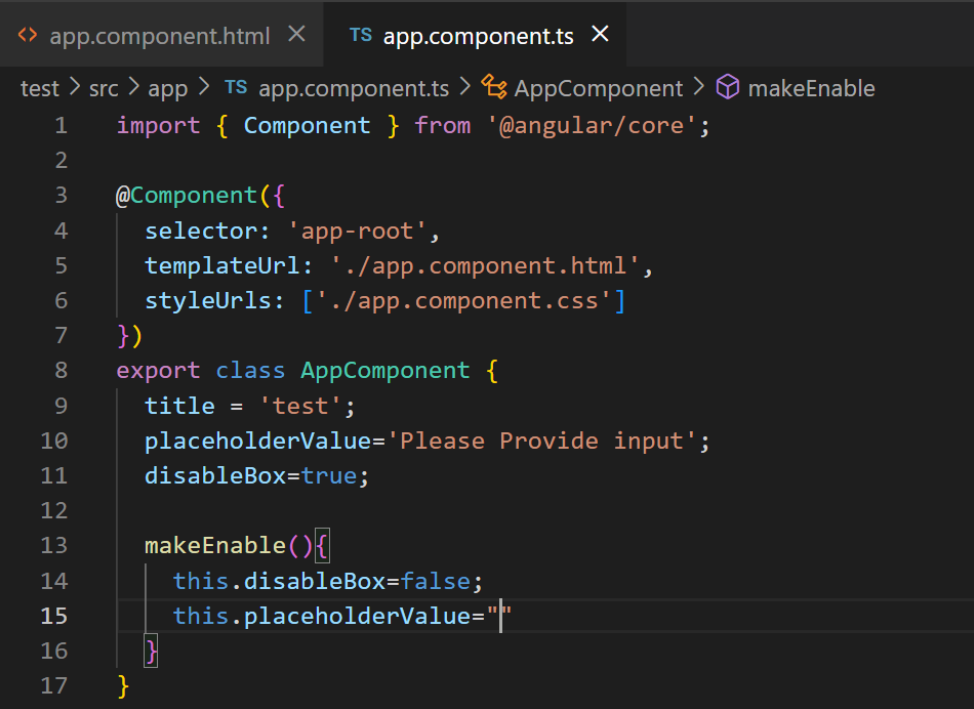 <> app.component.html × TS app.component.ts ×
test > src > app > TS app.component.ts > AppComponent > makeEnable
1 import { Component } from '@angular/core';
2
3 @Component({
4   selector: 'app-root',
5   templateUrl: './app.component.html',
6   styleUrls: ['./app.component.css']
7 })
8 export class AppComponent {
9   title = 'test';
10   placeholderValue='Please Provide input';
11   disableBox=true;
12
13   makeEnable(){
14     this.disableBox=false;
15     this.placeholderValue=""
16   }
17 }